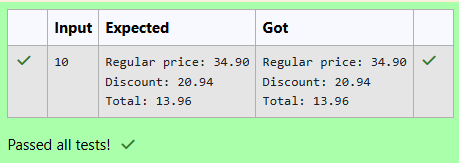 Input Expected Got
10 Regular price: 34.90 Regular price: 34.90
Discount: 20.94 Discount: 20.94
Total: 13.96 Total: 13.96
Passed all tests!